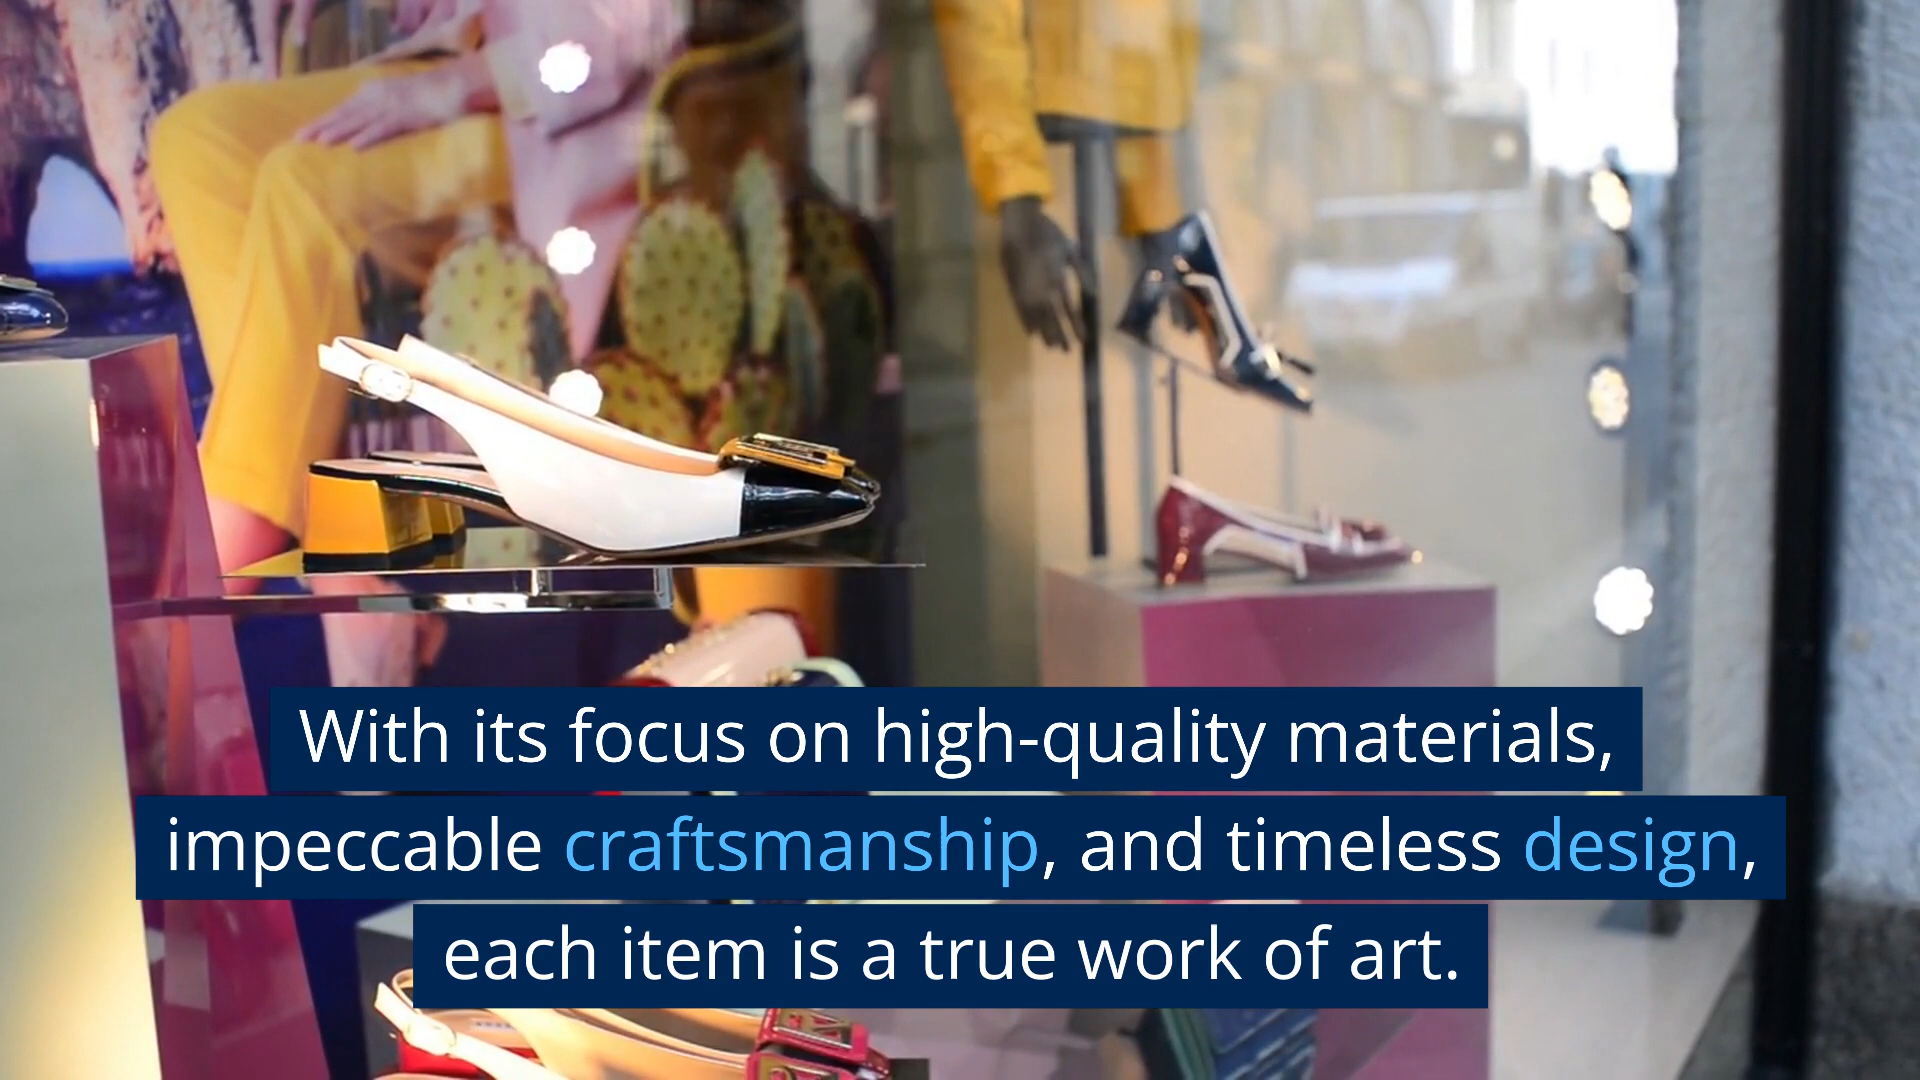 With its focus on high-quality materials,
impeccable craftsmanship, and timeless design,
each item is a true work of art.